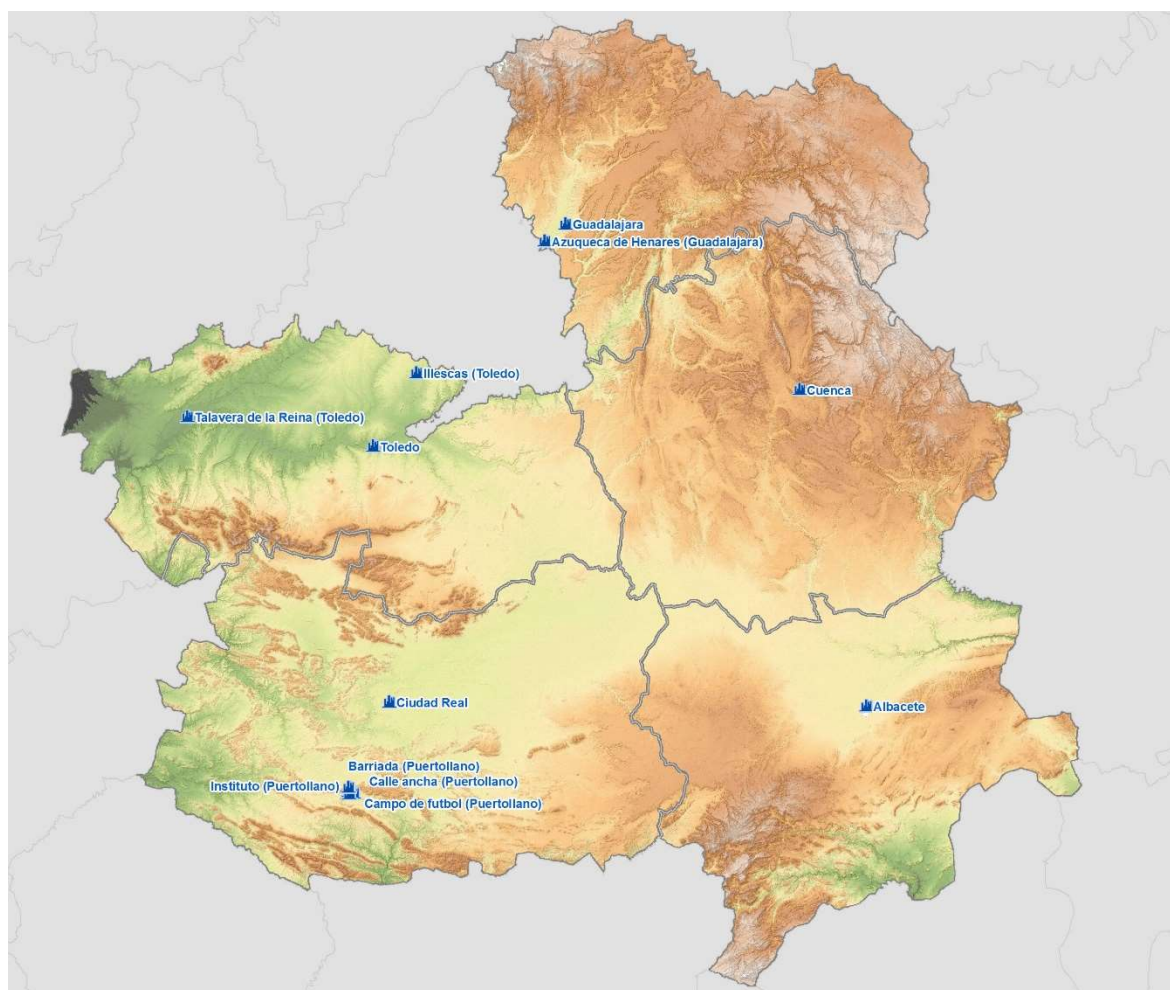 Guadalajara
Azuqueca de Henares (Guadalajara)
Illescas (Toledo)
Cuenca
Talavera de la Reina (Toledo)
Toledo
Ciudad Real
Albacete
Barriada (Puertollano)
Calle ancha (Puertollano)
Instituto (Puertollano)
Campo de futbol (Puertollano)